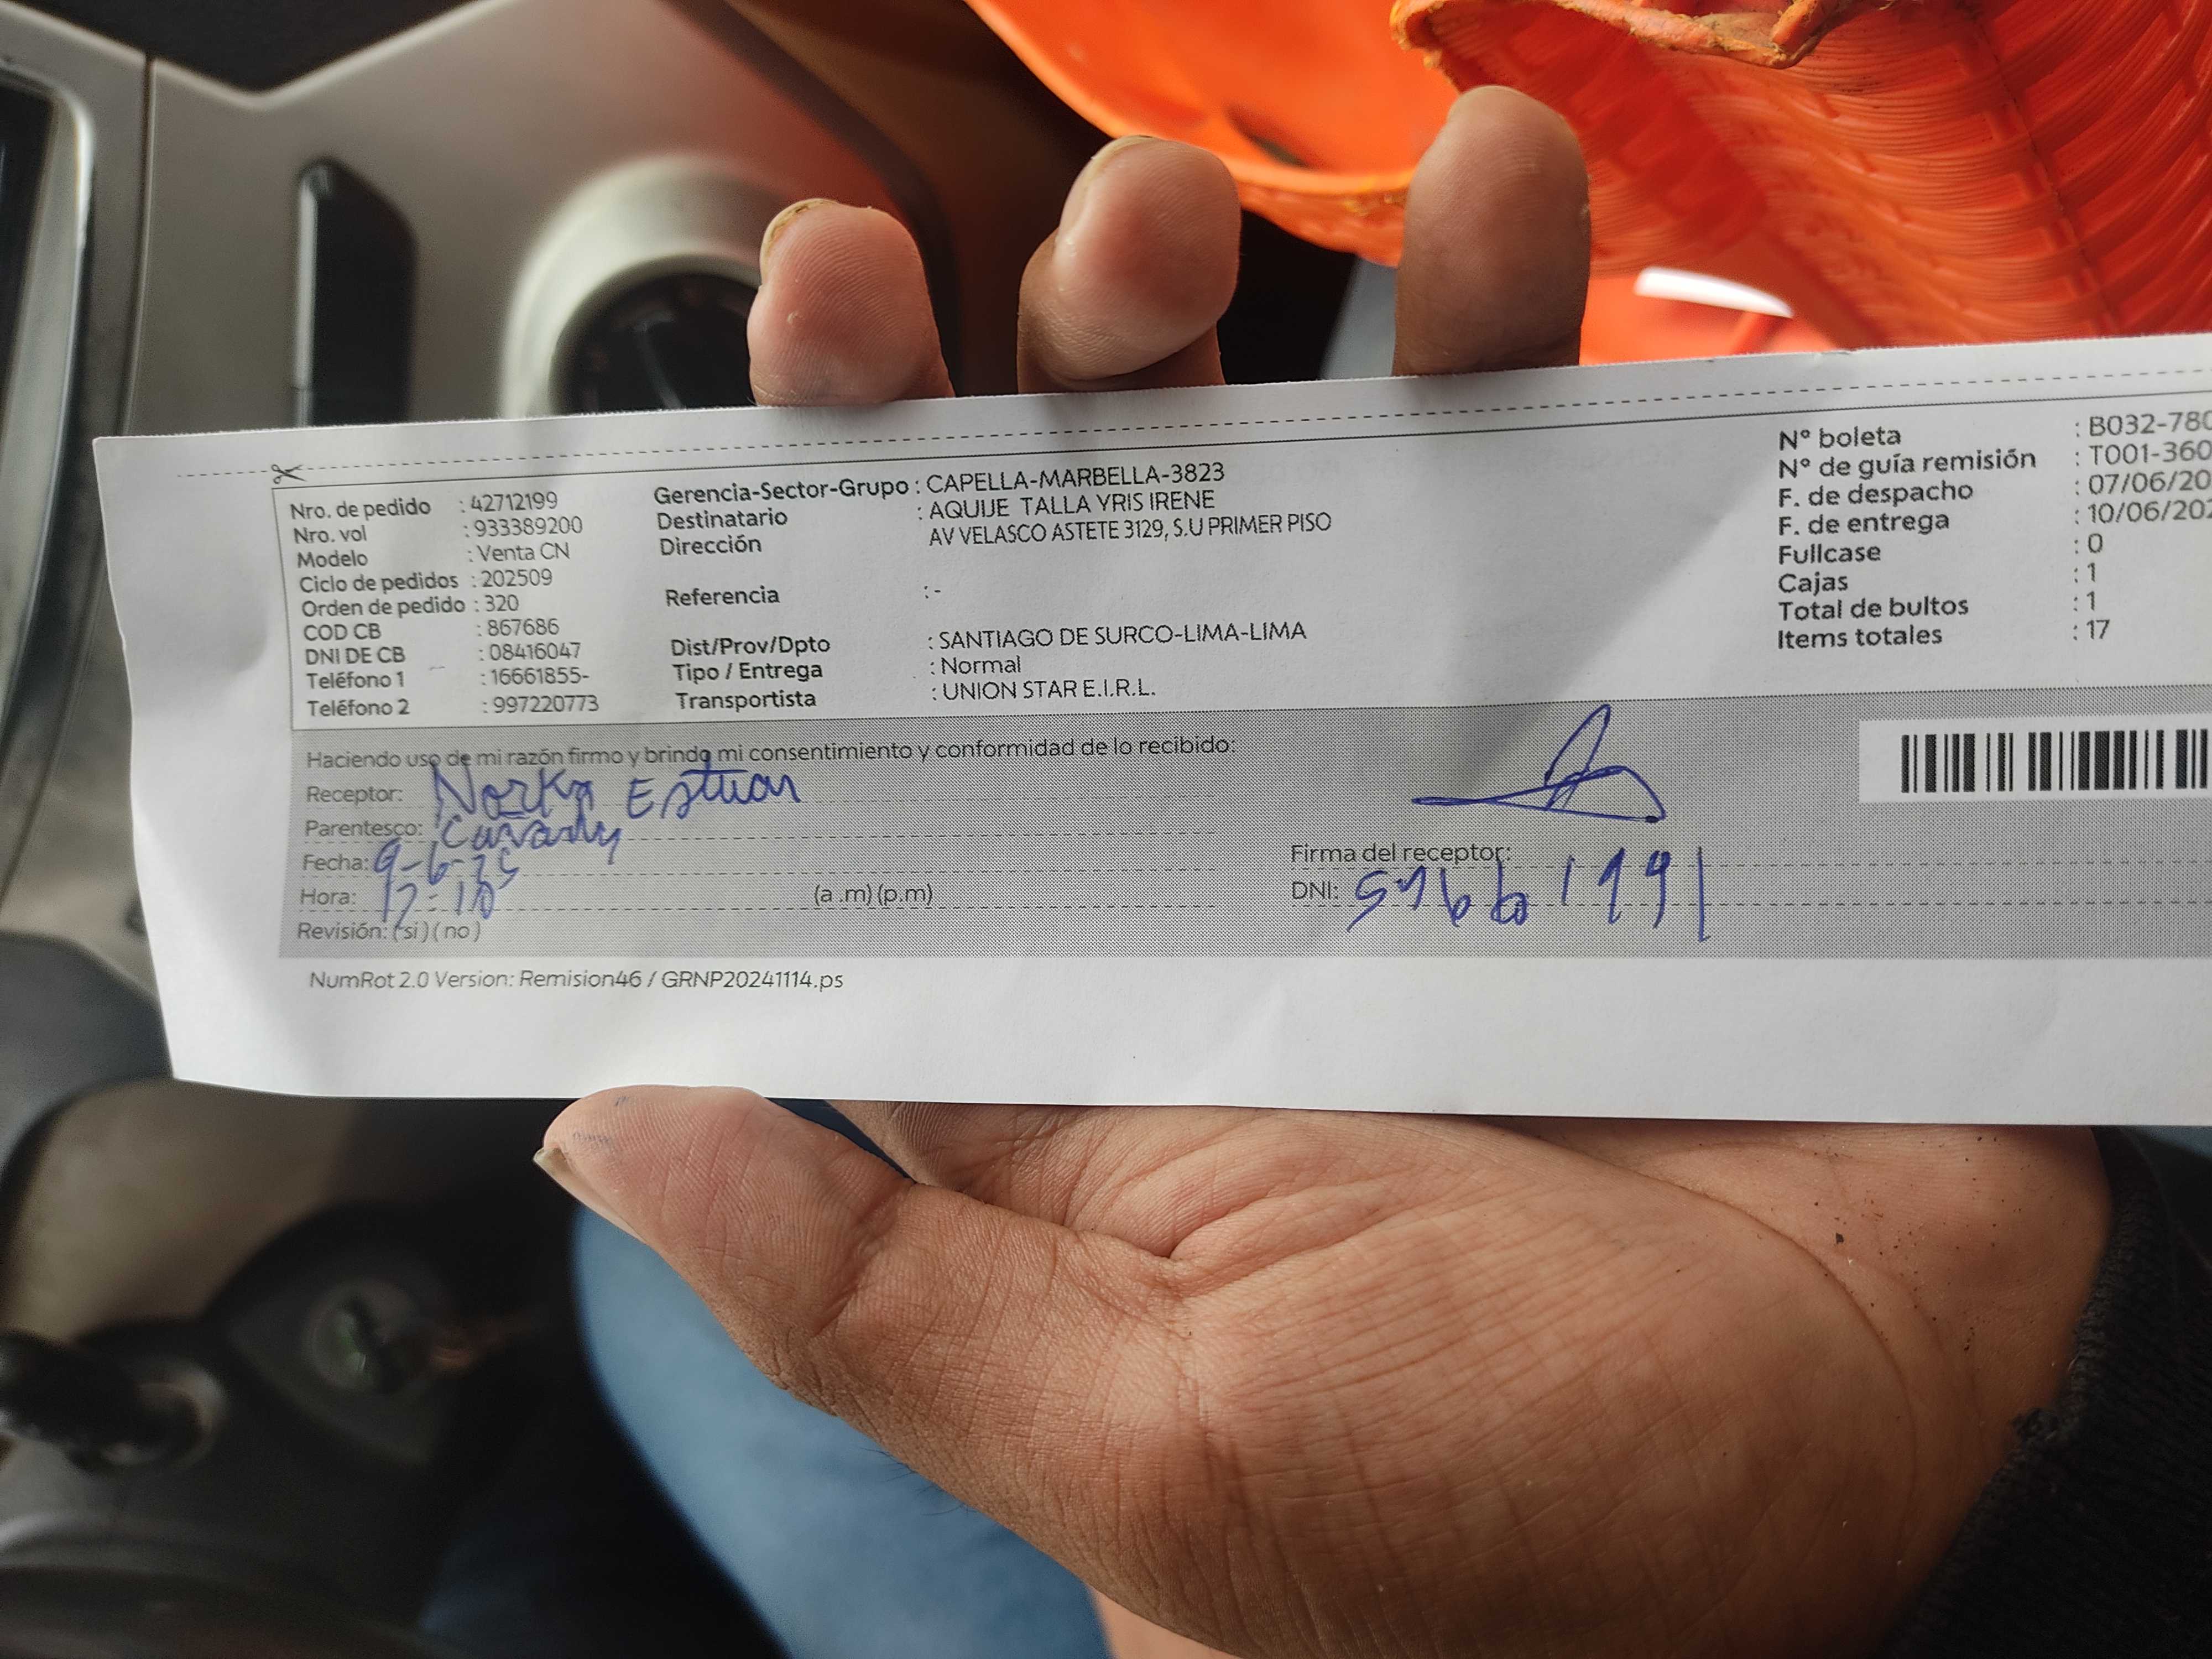 Nro. de pedido : 42712199
Nro. vol : 933389200
Modelo : Venta CN
Ciclo de pedidos : 202509
Orden de pedido : 320
COD CB : 867686
DNI DE CB : 08416047
Teléfono 1 : 16661855-
Teléfono 2 : 997220773
Gerencia-Sector-Grupo : CAPELLA-MARBELLA-3823
Destinatario : AQUIJE TALLA YRIS IRENE
Dirección AV VELASCO ASTETE 3129, S.U PRIMER PISO
Referencia : -
Dist/Prov/Dpto : SANTIAGO DE SURCO-LIMA-LIMA
Tipo / Entrega : Normal
Transportista : UNION STAR E.I.R.L.
N° boleta : B032-780
N° de guía remisión : T001-360
F. de despacho : 07/06/20
F. de entrega : 10/06/202
Fullcase : 0
Cajas : 1
Total de bultos : 1
Items totales : 17
Haciendo uso de mi razón firmo y brindo mi consentimiento y conformidad de lo recibido:
Receptor: Norka
Parentesco:
Fecha: 9-6-25
Hora: (a .m) (p.m)
Revisión: (si) (no)
Firma del receptor:
DNI:
NumRot 2.0 Version: Remision46 / GRNP20241114.ps